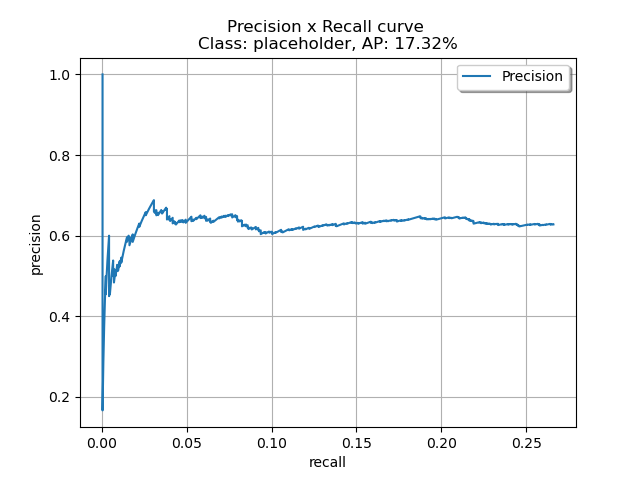 Precision x Recall curve
Class: placeholder, AP: 17.32%
Precision
1.0
0.8
0.6
0.4
0.2
precision
0.00 0.05 0.10 0.15 0.20 0.25
recall